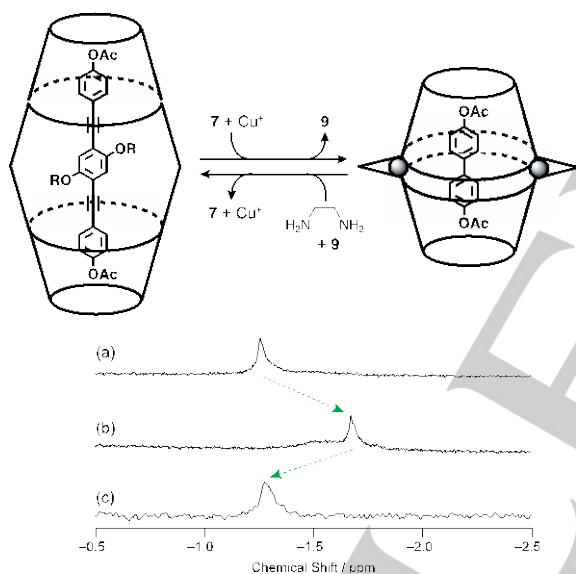 OAc
OR
RO
OAc
7 + Cu⁺ 9
7 + Cu⁺
H₂N NH₂
+ 9
OAc
OAc
(a)
(b)
(c)
−0.5 −1.0 −1.5 −2.0 −2.5
Chemical Shift / ppm